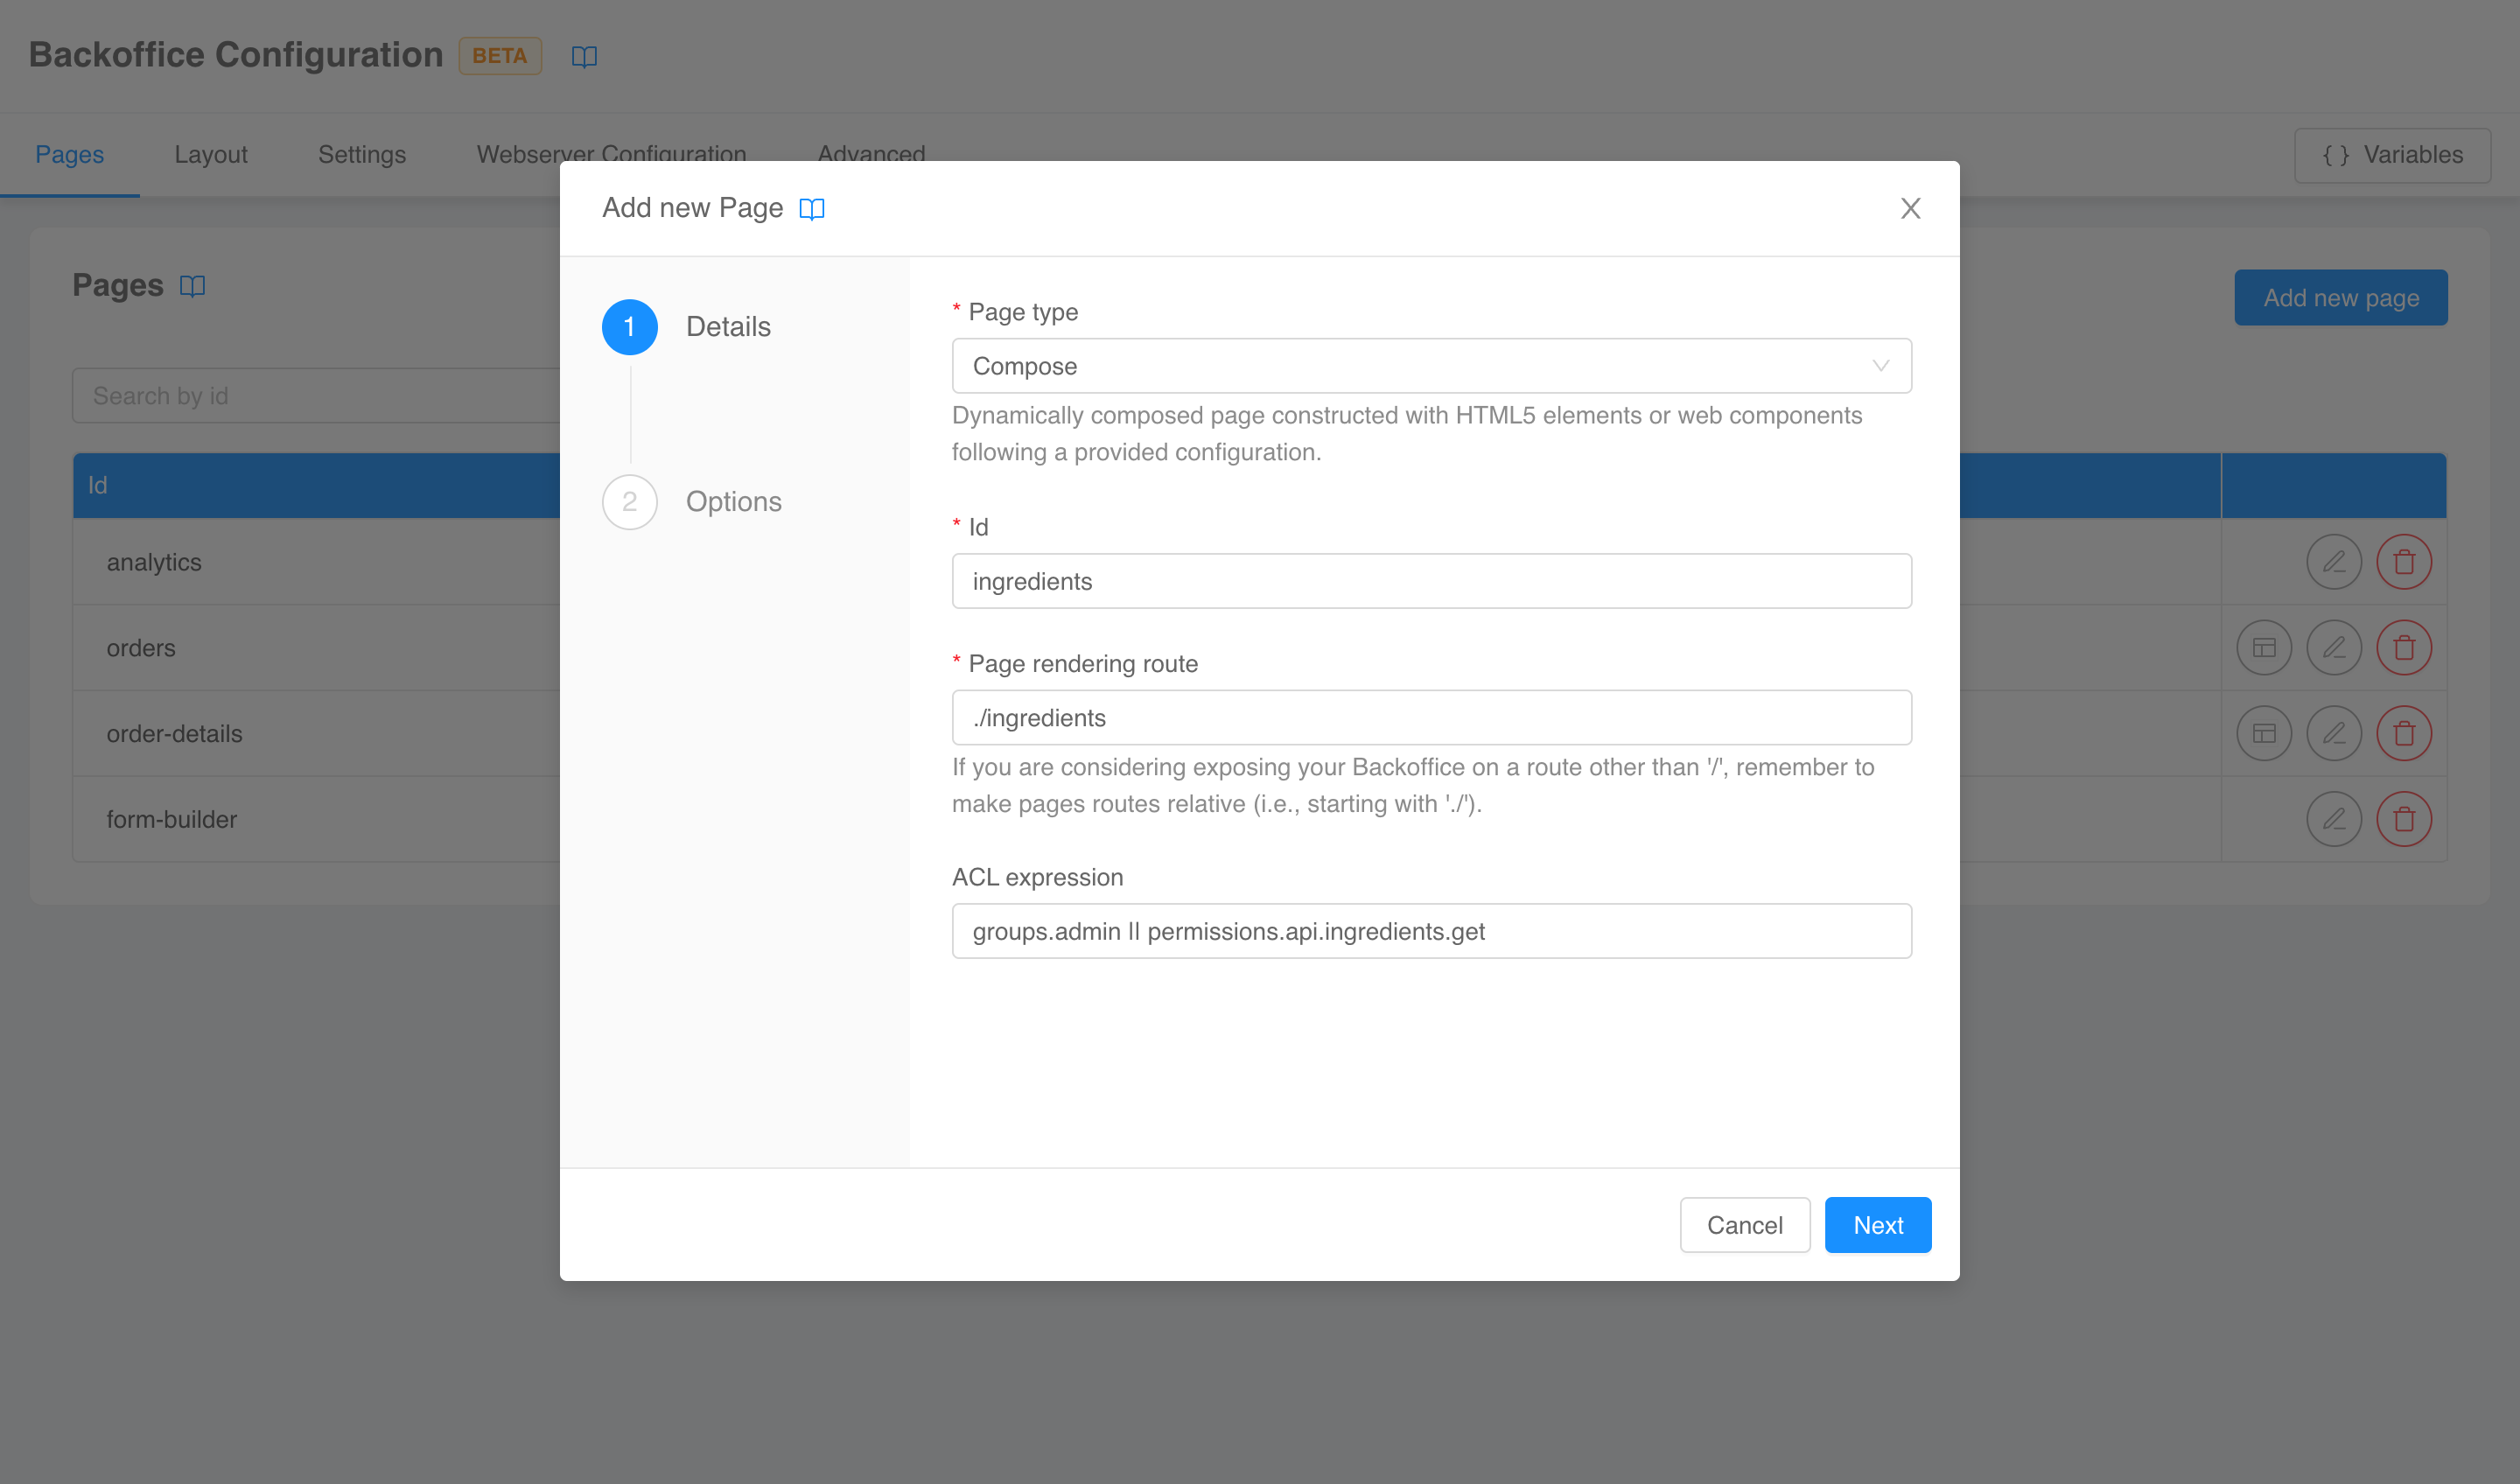 Backoffice Configuration BETA
Pages Layout Settings Webserver Configuration Advanced { } Variables
Pages
Add new page
Search by id
Id
analytics
orders
order-details
form-builder
Add new Page
1 Details
2 Options
* Page type
Compose
Dynamically composed page constructed with HTML5 elements or web components
following a provided configuration.
* Id
ingredients
* Page rendering route
./ingredients
If you are considering exposing your Backoffice on a route other than '/', remember to
make pages routes relative (i.e., starting with './').
ACL expression
groups.admin || permissions.api.ingredients.get
Cancel Next